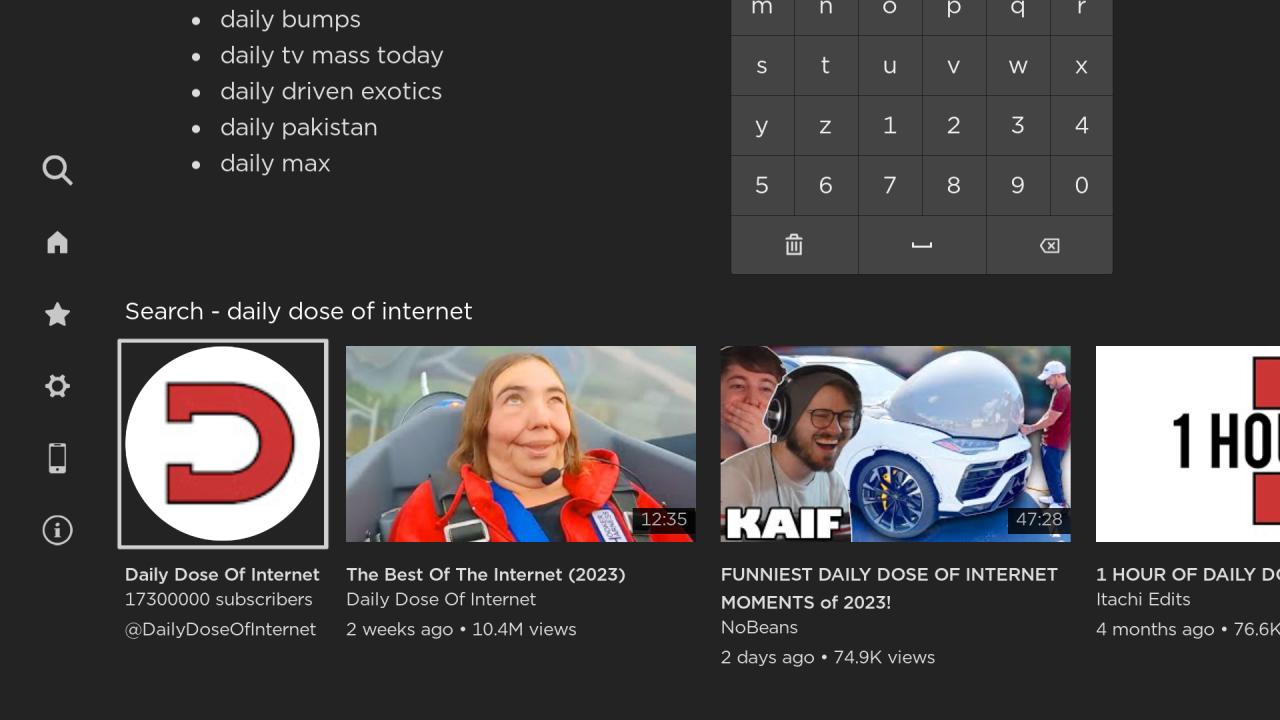 daily bumps
daily tv mass today
daily driven exotics
daily pakistan
daily max
m n o p q r
s t u v w x
y z 1 2 3 4
5 6 7 8 9 0
Search - daily dose of internet
12:35
KAIF
47:28
1 HOU
Daily Dose Of Internet
17300000 subscribers
@DailyDoseOfInternet
The Best Of The Internet (2023)
Daily Dose Of Internet
2 weeks ago • 10.4M views
FUNNIEST DAILY DOSE OF INTERNET
MOMENTS of 2023!
NoBeans
2 days ago • 74.9K views
1 HOUR OF DAILY DO
Itachi Edits
4 months ago • 76.6K